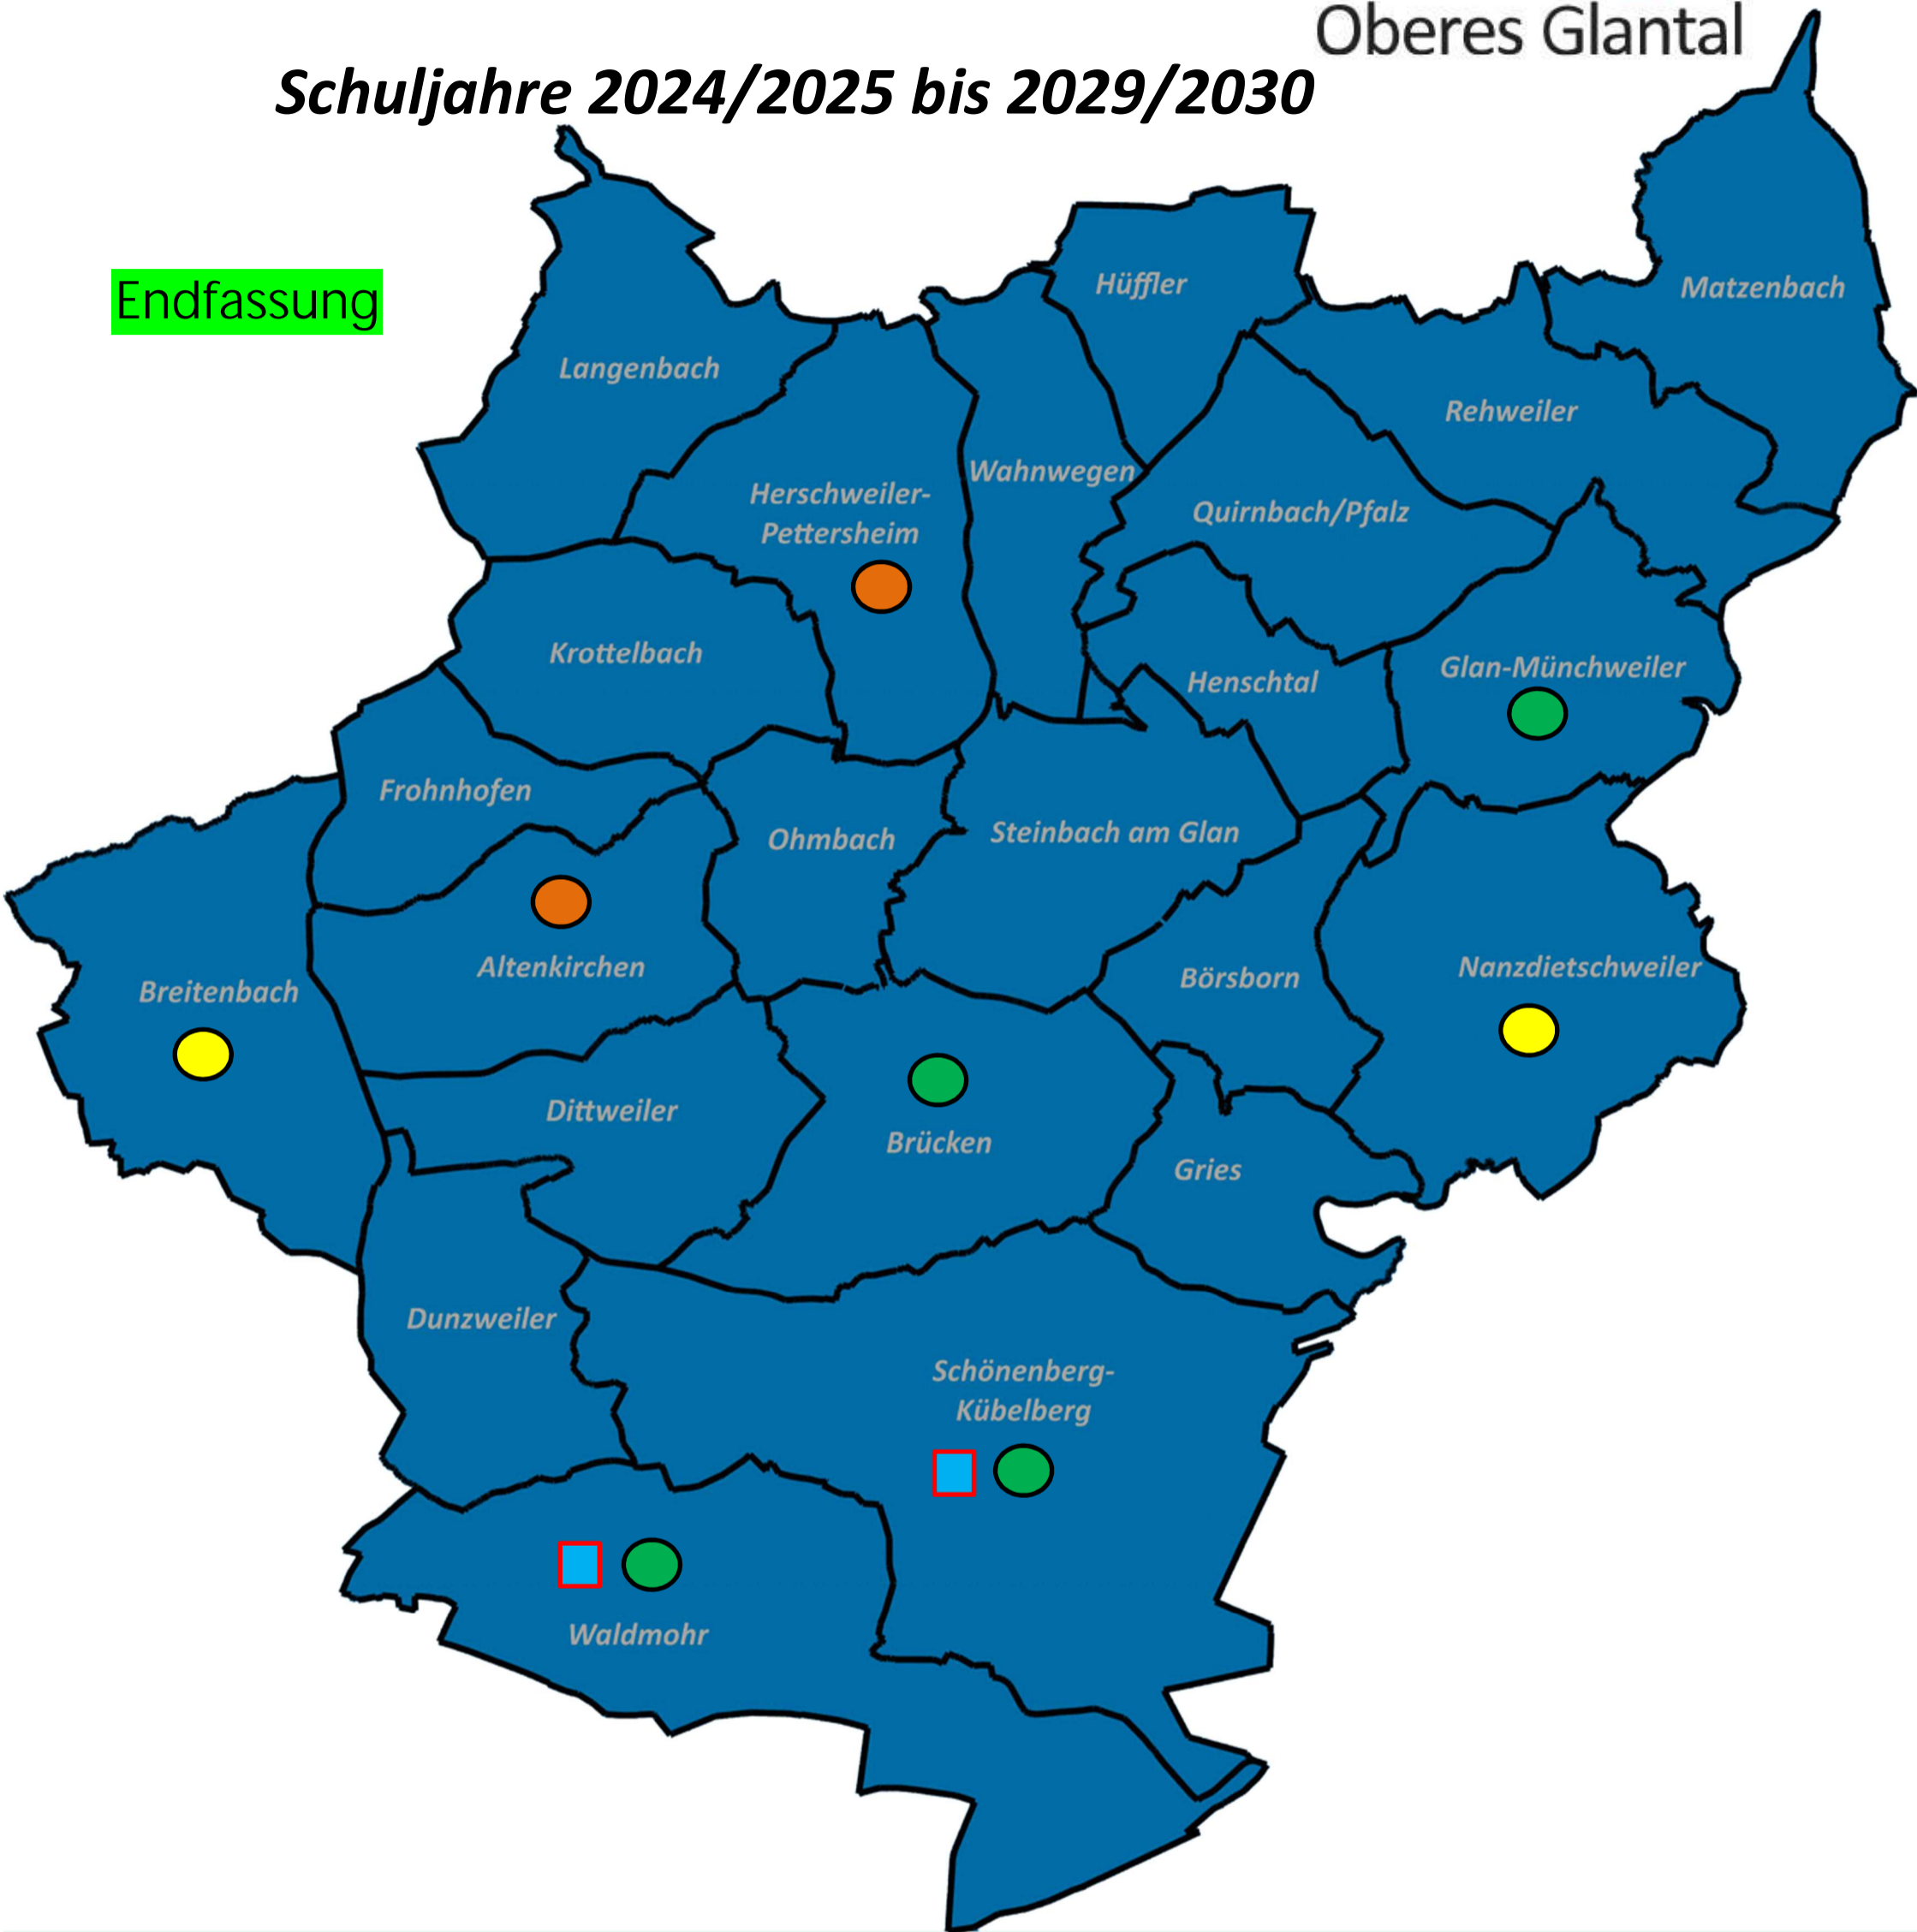 Oberes Glantal
Schuljahre 2024/2025 bis 2029/2030
Endfassung
Hüffler
Matzenbach
Langenbach
Rehweiler
Wahnwegen
Herschweiler-
Pettersheim
Quirnbach/Pfalz
Krottelbach
Glan-Münchweiler
Henschtal
Frohnhofen
Steinbach am Glan
Ohmbach
Altenkirchen
Nanzdietschweiler
Börsborn
Breitenbach
Dittweiler
Brücken
Gries
Dunzweiler
Schönenberg-
Kübelberg
Waldmohr